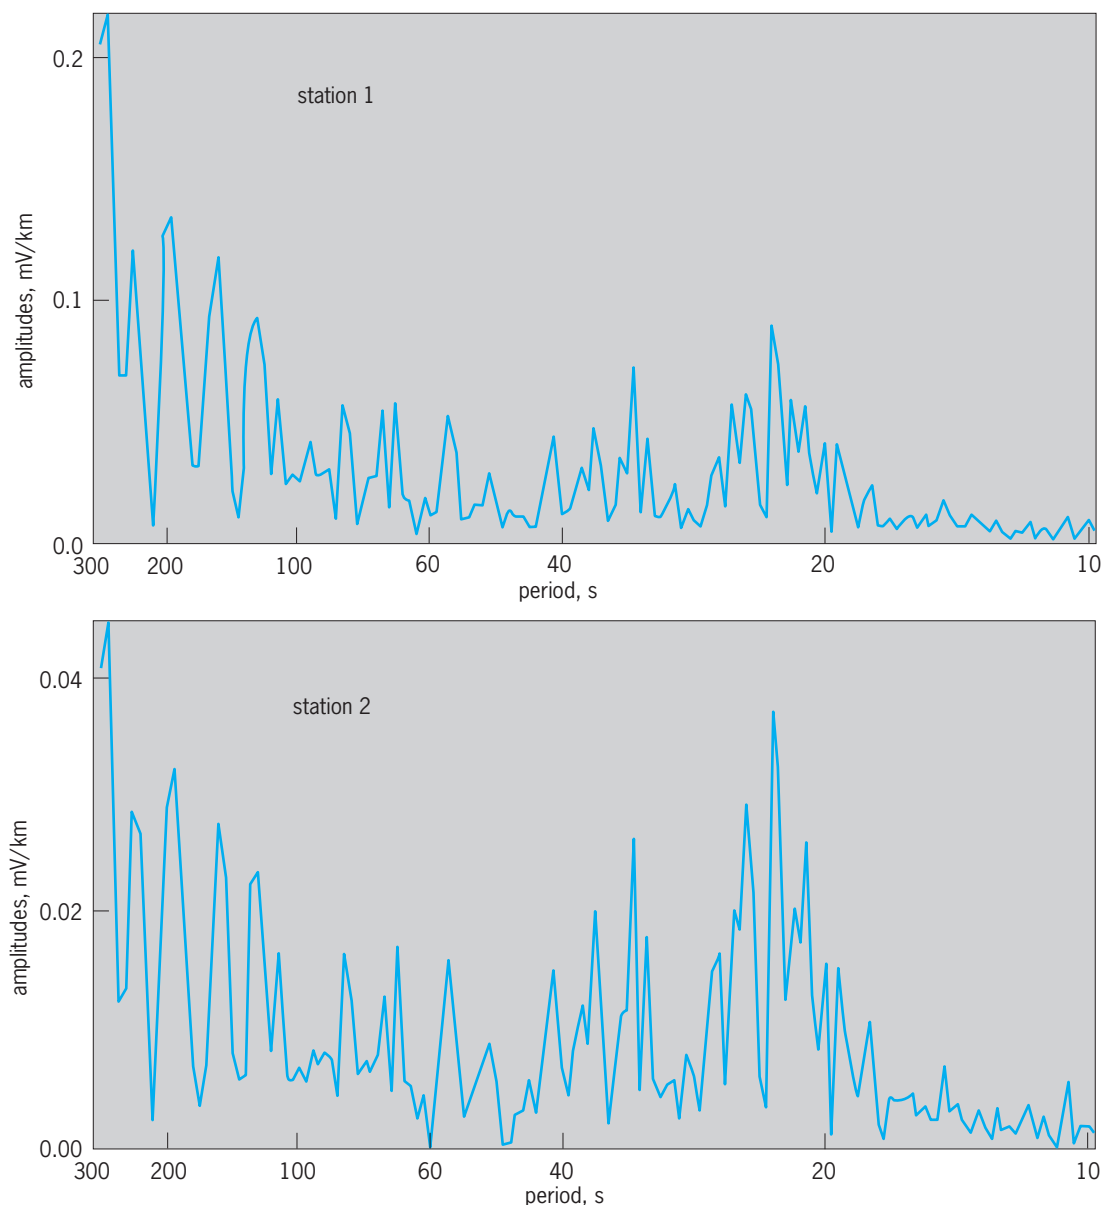 0.2
station 1
0.1
amplitudes, mV/km
0.0
300 200 100 60 40 20 10
period, s
0.04
station 2
0.02
amplitudes, mV/km
0.00
300 200 100 60 40 20 10
period, s